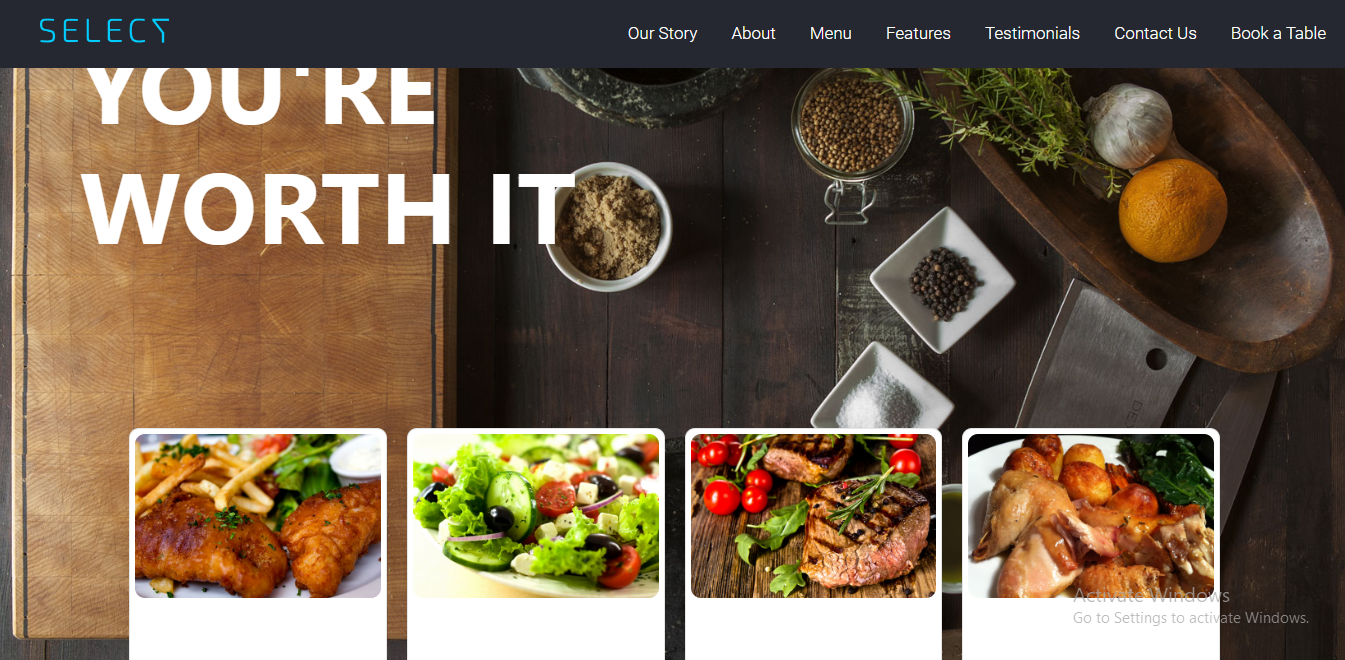 SELECT
Our Story About Menu Features Testimonials Contact Us Book a Table
YOU'RE
WORTH IT
Activate Windows
Go to Settings to activate Windows.